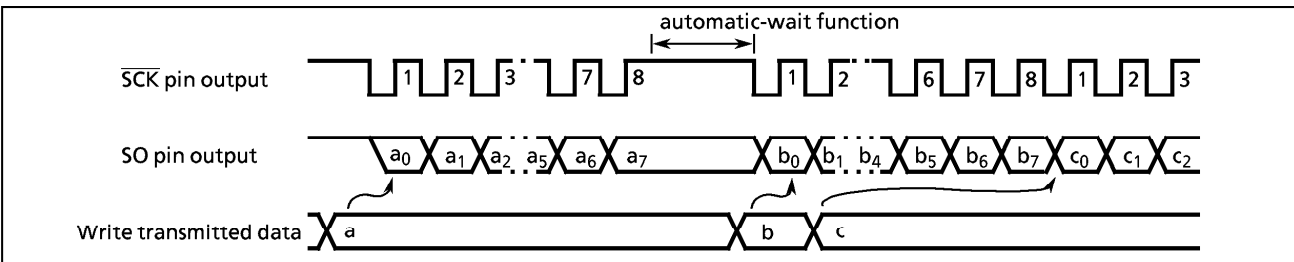 automatic-wait function
SCK pin output 1 2 3 7 8 1 2 6 7 8 1 2 3
SO pin output a0 a1 a2 a5 a6 a7 b0 b1 b4 b5 b6 b7 c0 c1 c2
Write transmitted data a b c